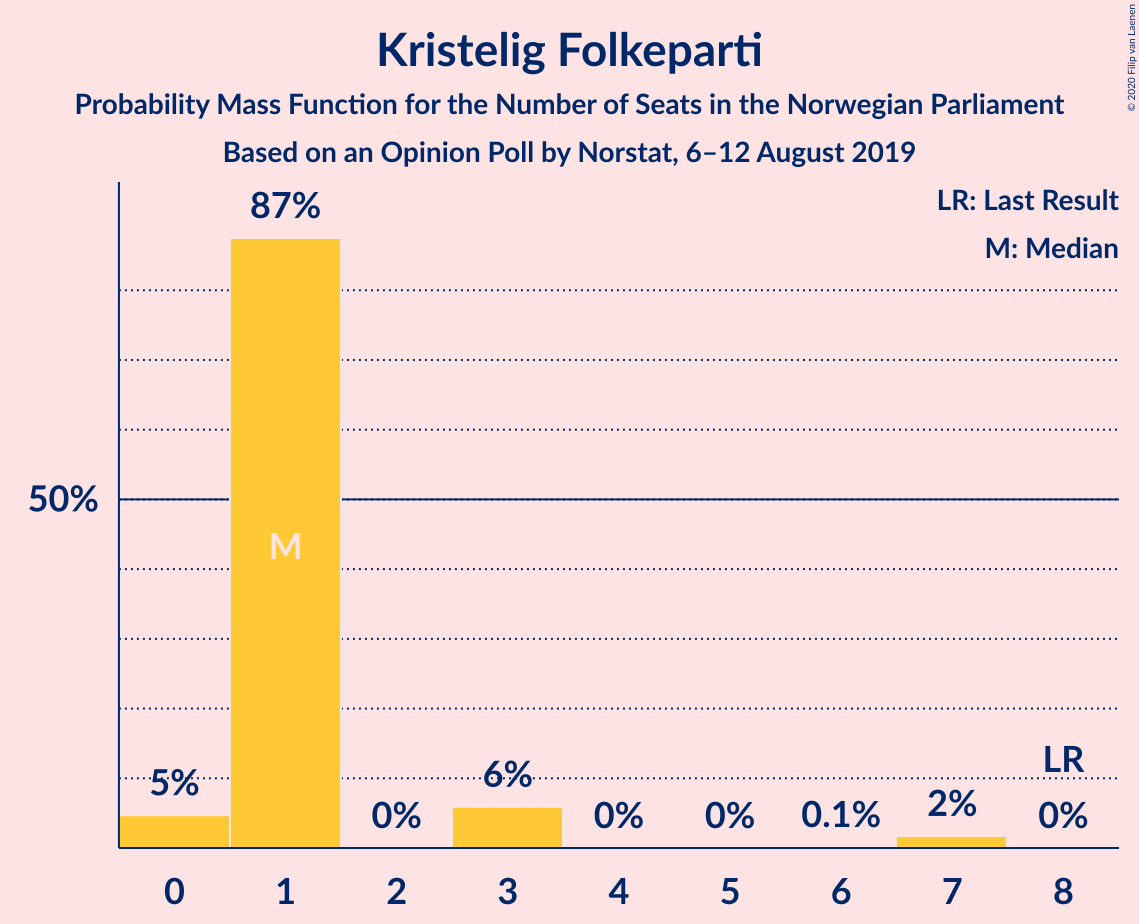 Kristelig Folkeparti
Probability Mass Function for the Number of Seats in the Norwegian Parliament
Based on an Opinion Poll by Norstat, 6–12 August 2019
© 2020 Filip van Laenen
LR: Last Result
M: Median
87%
50%
M
5%
0%
6%
0%
0%
0.1%
2%
LR
0%
0 1 2 3 4 5 6 7 8